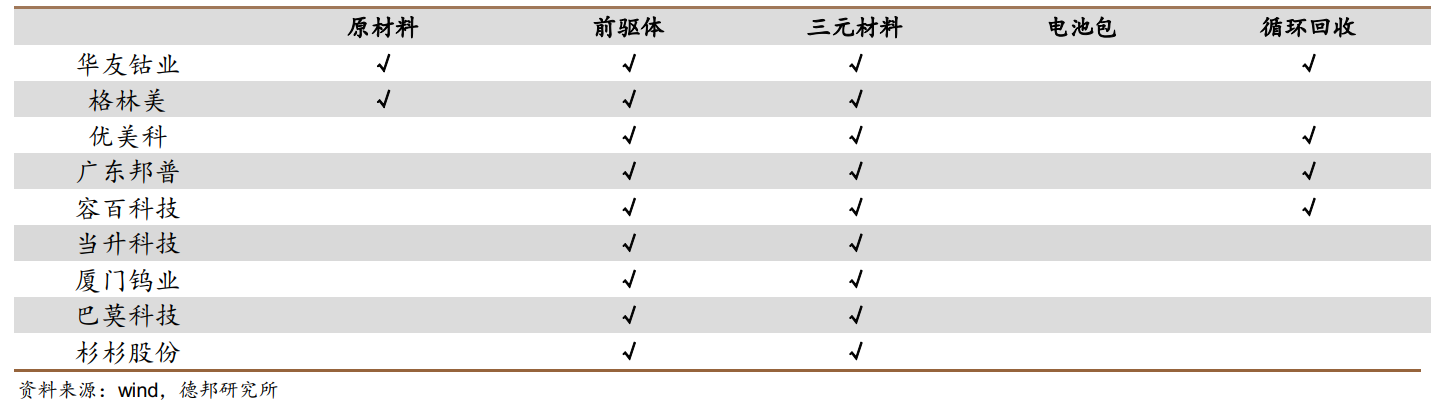 原材料 前驱体 三元材料 电池包 循环回收
华友钴业 √ √ √ √
格林美 √ √ √
优美科 √ √ √
广东邦普 √ √ √
容百科技 √ √ √
当升科技 √ √
厦门钨业 √ √
巴莫科技 √ √
杉杉股份 √ √
资料来源：wind，德邦研究所